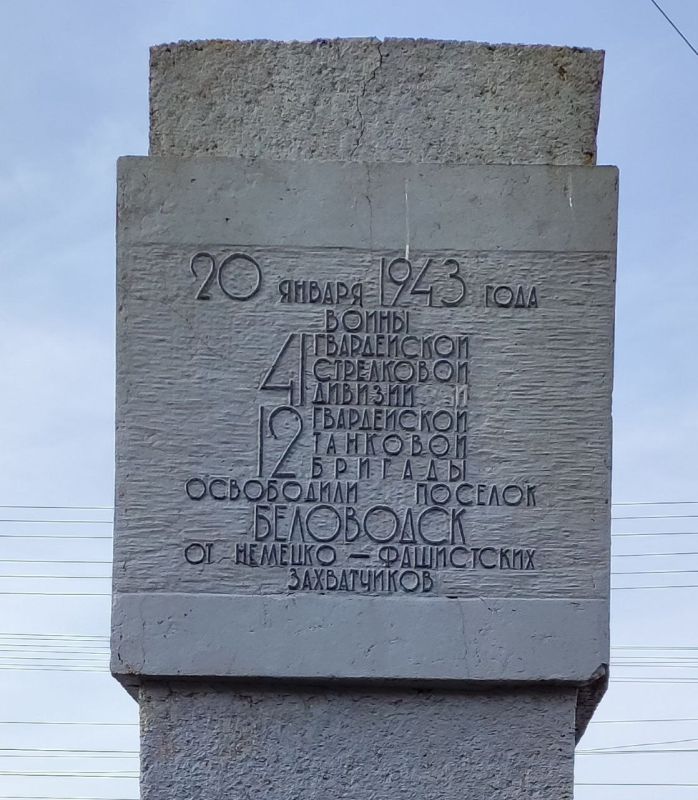 20 ЯНВАРЯ 1943 ГОДА
ВОИНЫ
41 ГВАРДЕЙСКОЙ
СТРЕЛКОВОЙ
ДИВИЗИИ И
12 ГВАРДЕЙСКОЙ
ТАНКОВОЙ
БРИГАДЫ
ОСВОБОДИЛИ ПОСЕЛОК
БЕЛОВОДСК
ОТ НЕМЕЦКО – ФАШИСТСКИХ
ЗАХВАТЧИКОВ